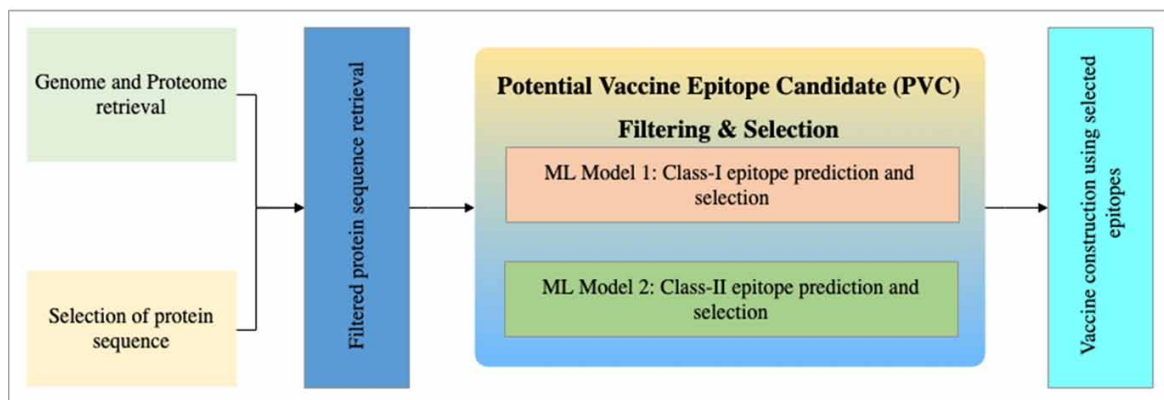 Genome and Proteome
retrieval
Selection of protein
sequence
Filtered protein sequence retrieval
Potential Vaccine Epitope Candidate (PVC)
Filtering & Selection
ML Model 1: Class-I epitope prediction and
selection
ML Model 2: Class-II epitope prediction and
selection
Vaccine construction using selected
epitopes